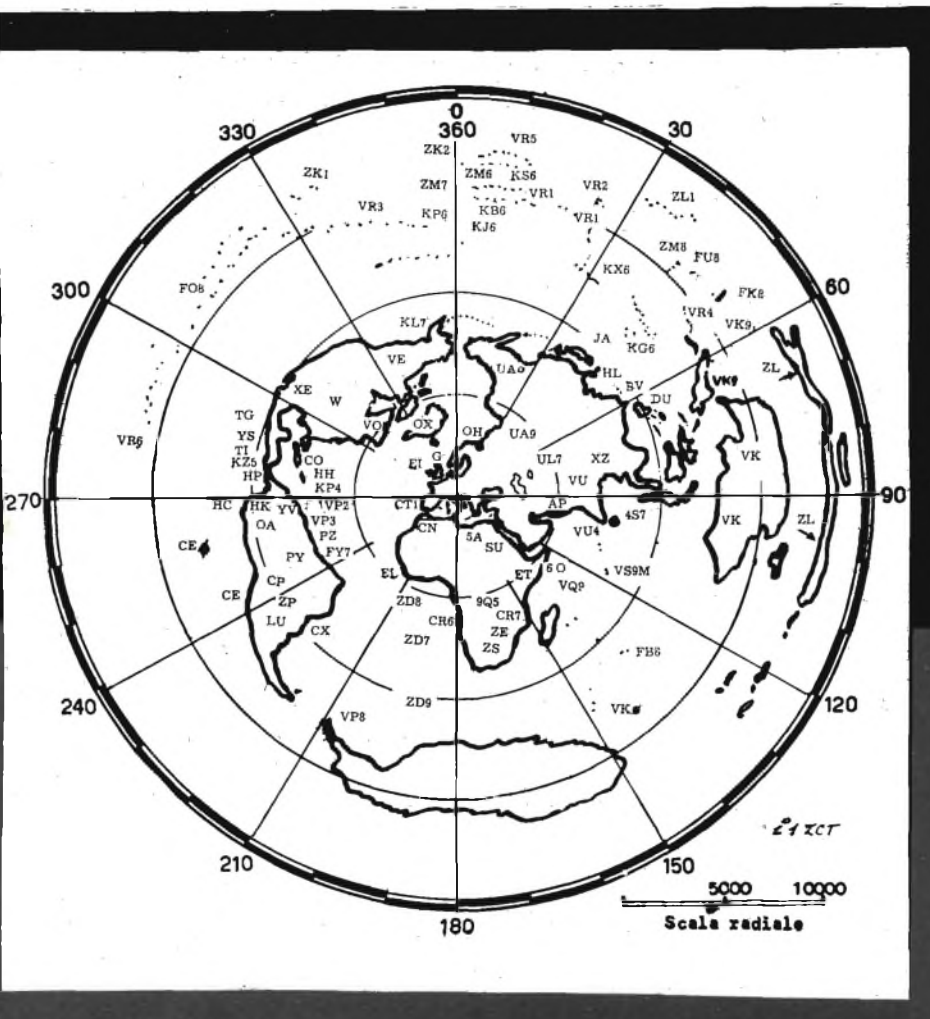 0
360
330
30
VR5
ZK2
ZK1
ZM6
KS6
ZM7
VR1
VR2
ZL1
VR3
KP6
KB6
VR1
KJ6
ZM8
FU8
KX6
300
FO8
FK8
60
VR4
VK9
KL7
JA
KG6
ZL
VE
UA0
HL
BV
VK9
XE
W
DU
TG
VO
OX
OH
UA9
YS
VR6
TI
CO
EI
G
UL7
XZ
VK
KZ5
HP
HH
VU
KP4
270
HC
HK
YV
VP2
CT1
AP
4S7
90
OA
VP3
CN
5A
VU4
VK
ZL
CE
PZ
SU
PY
FY7
6O
VS9M
CP
EL
ET
VQ9
CE
ZP
ZD8
9Q5
LU
CX
CR6
CR7
ZD7
ZE
ZS
FB8
240
ZD9
120
VP8
VK0
i1ZCT
210
150
5000 10000
180
Scala radiale